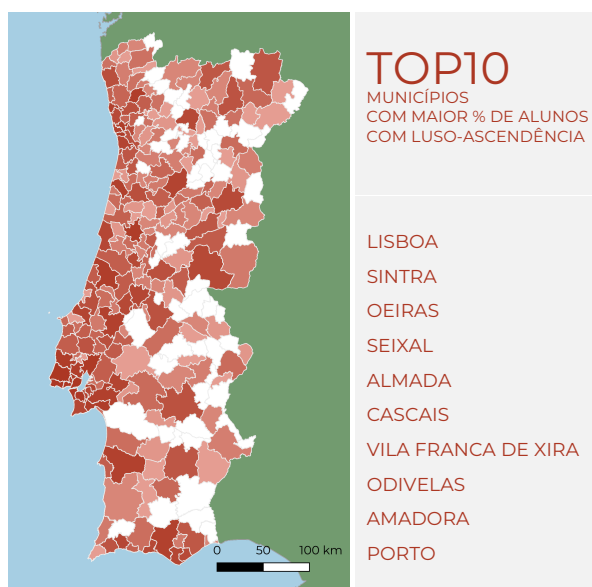 TOP10
MUNICÍPIOS
COM MAIOR % DE ALUNOS
COM LUSO-ASCENDÊNCIA
LISBOA
SINTRA
OEIRAS
SEIXAL
ALMADA
CASCAIS
VILA FRANCA DE XIRA
ODIVELAS
AMADORA
PORTO
0 50 100 km